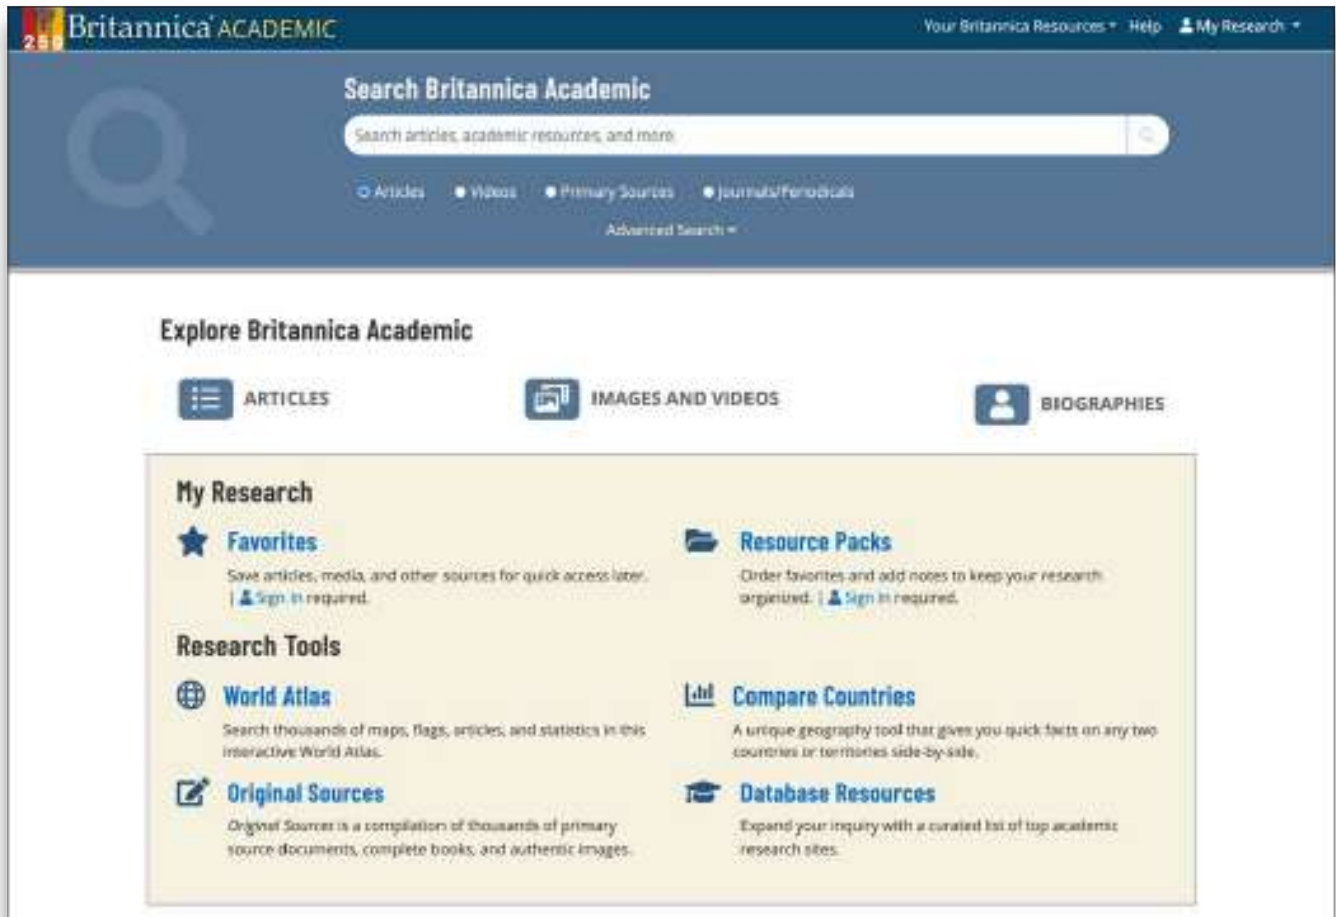 250 Britannica ACADEMIC
Your Britannica Resources Help My Research
Search Britannica Academic
Search articles, academic resources, and more
Articles Videos Primary Sources Journals/Periodicals
Advanced Search
Explore Britannica Academic
ARTICLES IMAGES AND VIDEOS BIOGRAPHIES
My Research
Favorites
Save articles, media, and other sources for quick access later.
| Sign in required.
Resource Packs
Order favorites and add notes to keep your research
organized. | Sign in required.
Research Tools
World Atlas
Search thousands of maps, flags, articles, and statistics in this
interactive World Atlas.
Compare Countries
A unique geography tool that gives you quick facts on any two
countries or territories side-by-side.
Original Sources
Original Sources is a compilation of thousands of primary
source documents, complete books, and authentic images.
Database Resources
Expand your inquiry with a curated list of top academic
research sites.